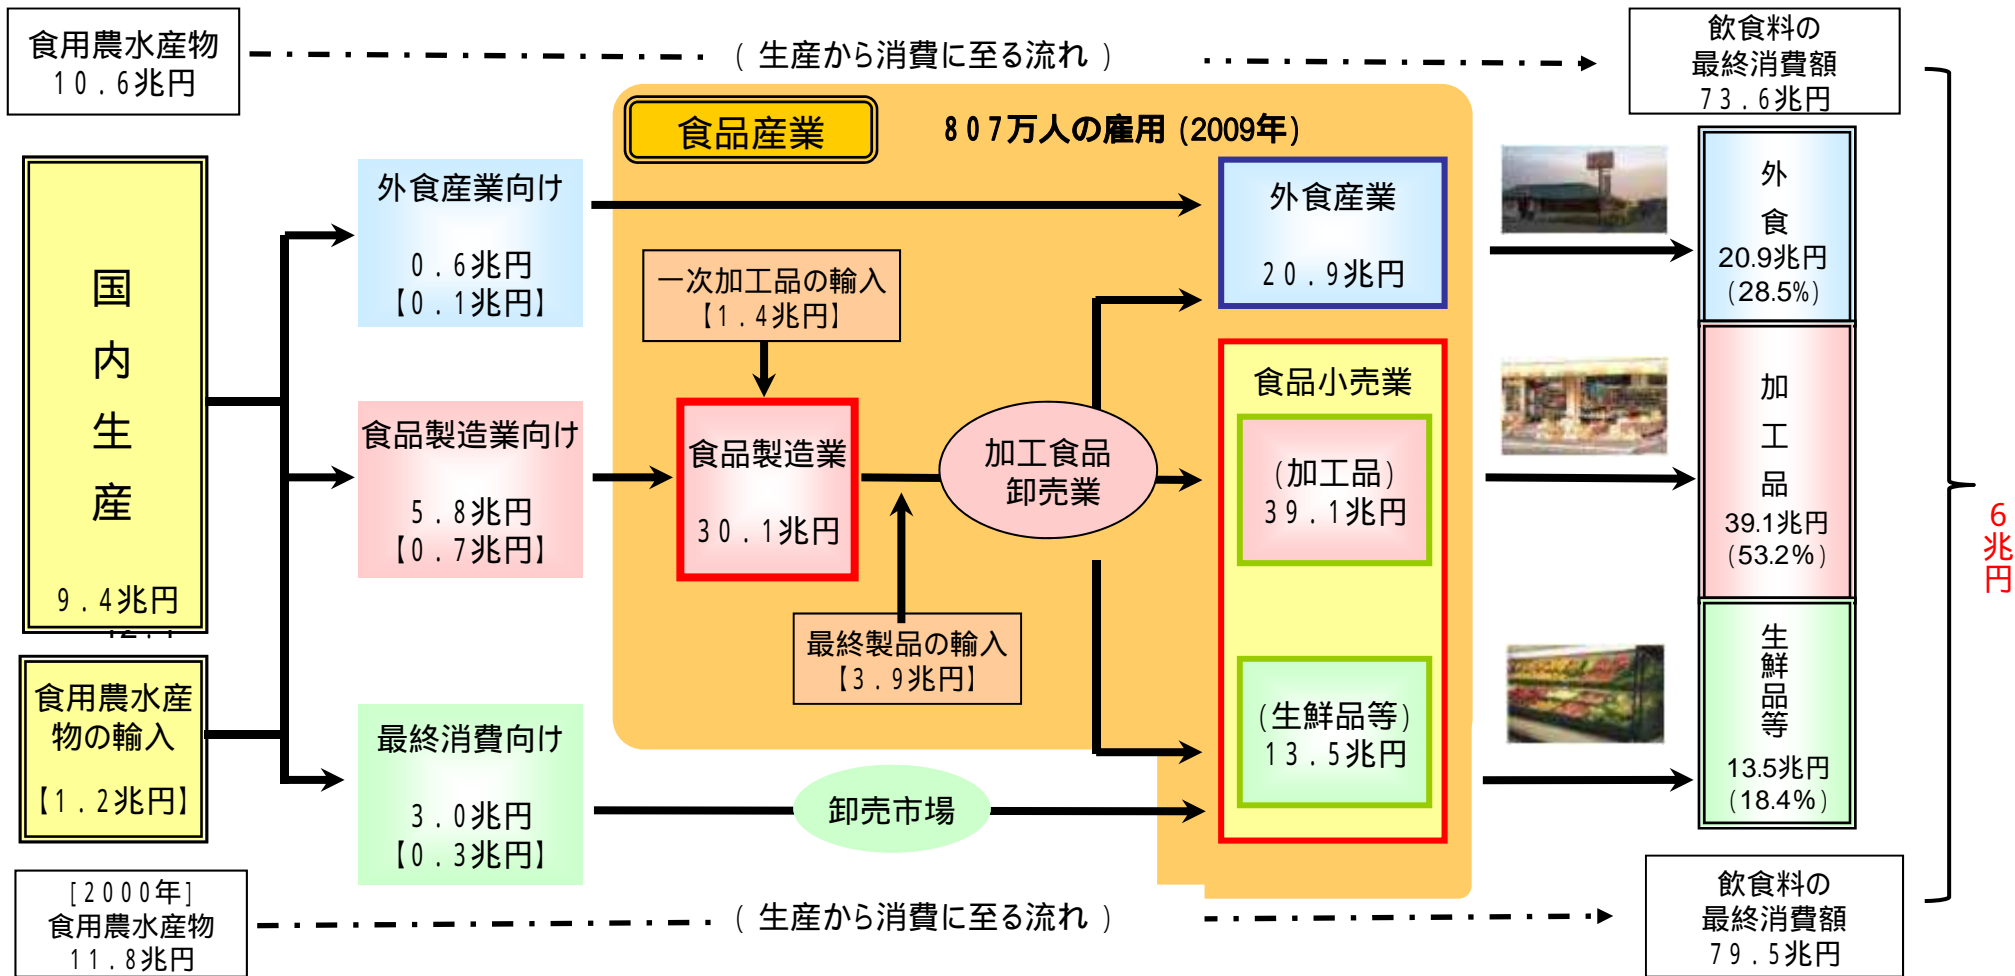 食用農水産物
10.6兆円
(生産から消費に至る流れ)
飲食料の
最終消費額
73.6兆円
食品産業
807万人の雇用(2009年)
国
内
生
産
9.4兆円
食用農水産
物の輸入
【1.2兆円】
外食産業向け
0.6兆円
【0.1兆円】
食品製造業向け
5.8兆円
【0.7兆円】
最終消費向け
3.0兆円
【0.3兆円】
一次加工品の輸入
【1.4兆円】
食品製造業
30.1兆円
最終製品の輸入
【3.9兆円】
加工食品
卸売業
卸売市場
外食産業
20.9兆円
食品小売業
(加工品)
39.1兆円
(生鮮品等)
13.5兆円
外
食
20.9兆円
(28.5%)
加
工
品
39.1兆円
(53.2%)
生
鮮
品
等
13.5兆円
(18.4%)
6
兆
円
[2000年]
食用農水産物
11.8兆円
(生産から消費に至る流れ)
飲食料の
最終消費額
79.5兆円